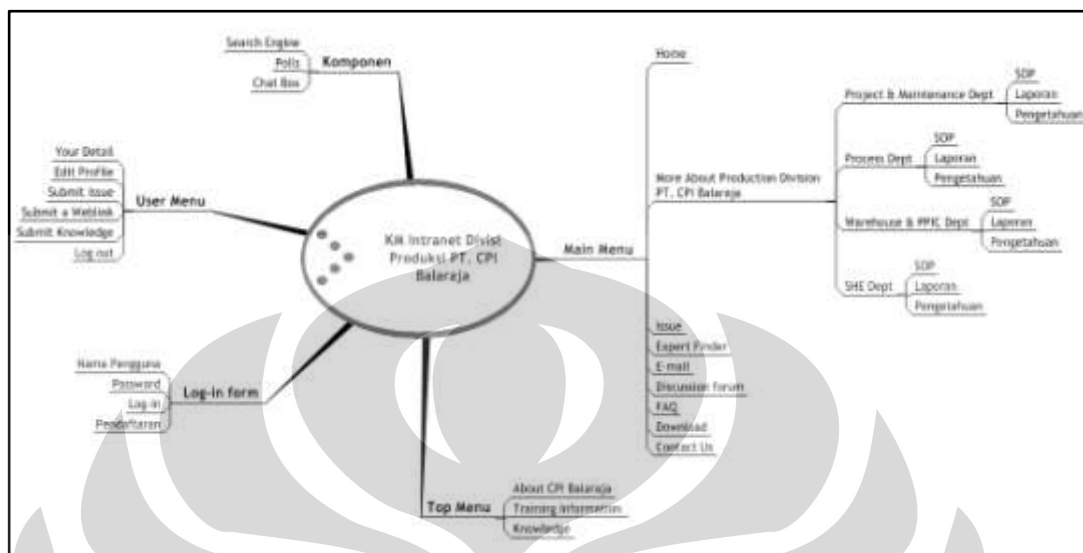 Search Engine
Polls
Chat Box
Komponen
Your Detail
Edit Profile
Submit Issue
Submit a Weblink
Submit Knowledge
Log out
User Menu
KM Intranet Divisi
Produksi PT. CPI
Balaraja
Nama Pengguna
Password
Log-in
Pendaftaran
Log-in form
Top Menu
About CPI Balaraja
Training Information
Knowledge
Main Menu
Home
More About Production Division
PT. CPI Balaraja
Project & Maintenance Dept
SOP
Laporan
Pengetahuan
Process Dept
SOP
Laporan
Pengetahuan
Warehouse & PPIC Dept
SOP
Laporan
Pengetahuan
SHE Dept
SOP
Laporan
Pengetahuan
Issue
Expert Finder
E-mail
Discussion forum
FAQ
Download
Contact Us